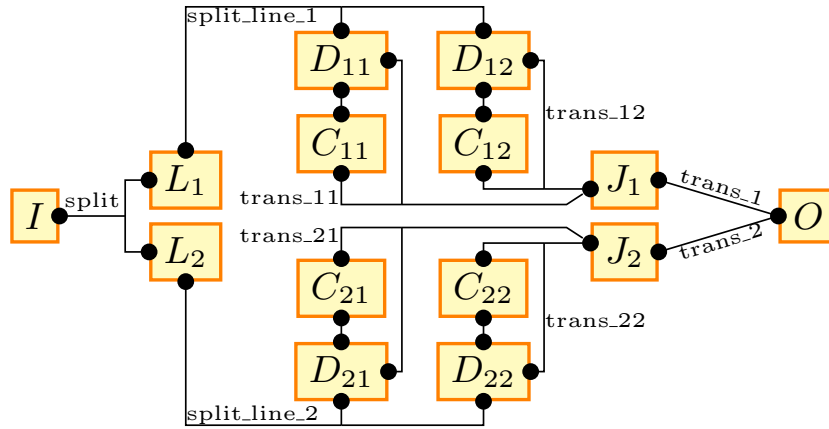 split_line_1
D11
D12
trans_12
C11
C12
L1
J1
trans_1
split
trans_11
I
O
trans_21
trans_2
L2
J2
C21
C22
trans_22
D21
D22
split_line_2